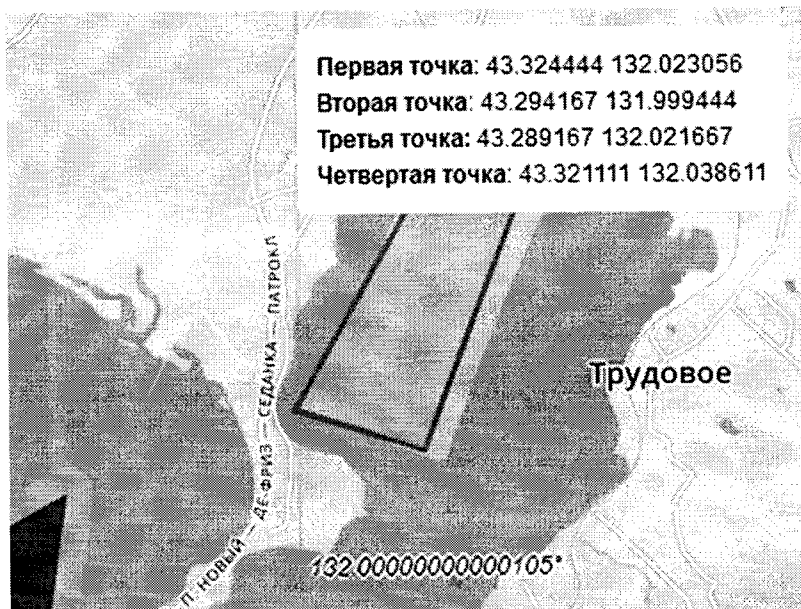 Первая точка: 43.324444 132.023056
Вторая точка: 43.294167 131.999444
Третья точка: 43.289167 132.021667
Четвертая точка: 43.321111 132.038611
П. НОВЫЙ — ДЕ-ФРИЗ — СЕДАНКА — ПАТРОКЛ
Трудовое
132.00000000000105°